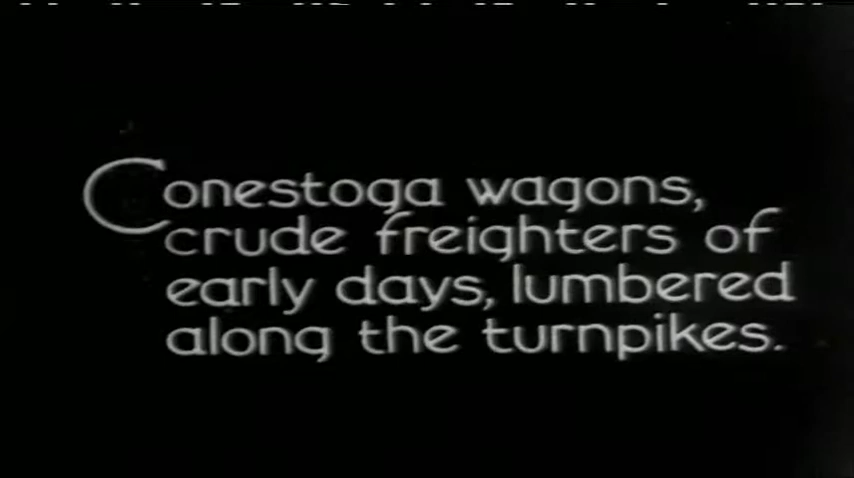 Conestoga wagons,
crude freighters of
early days, lumbered
along the turnpikes.